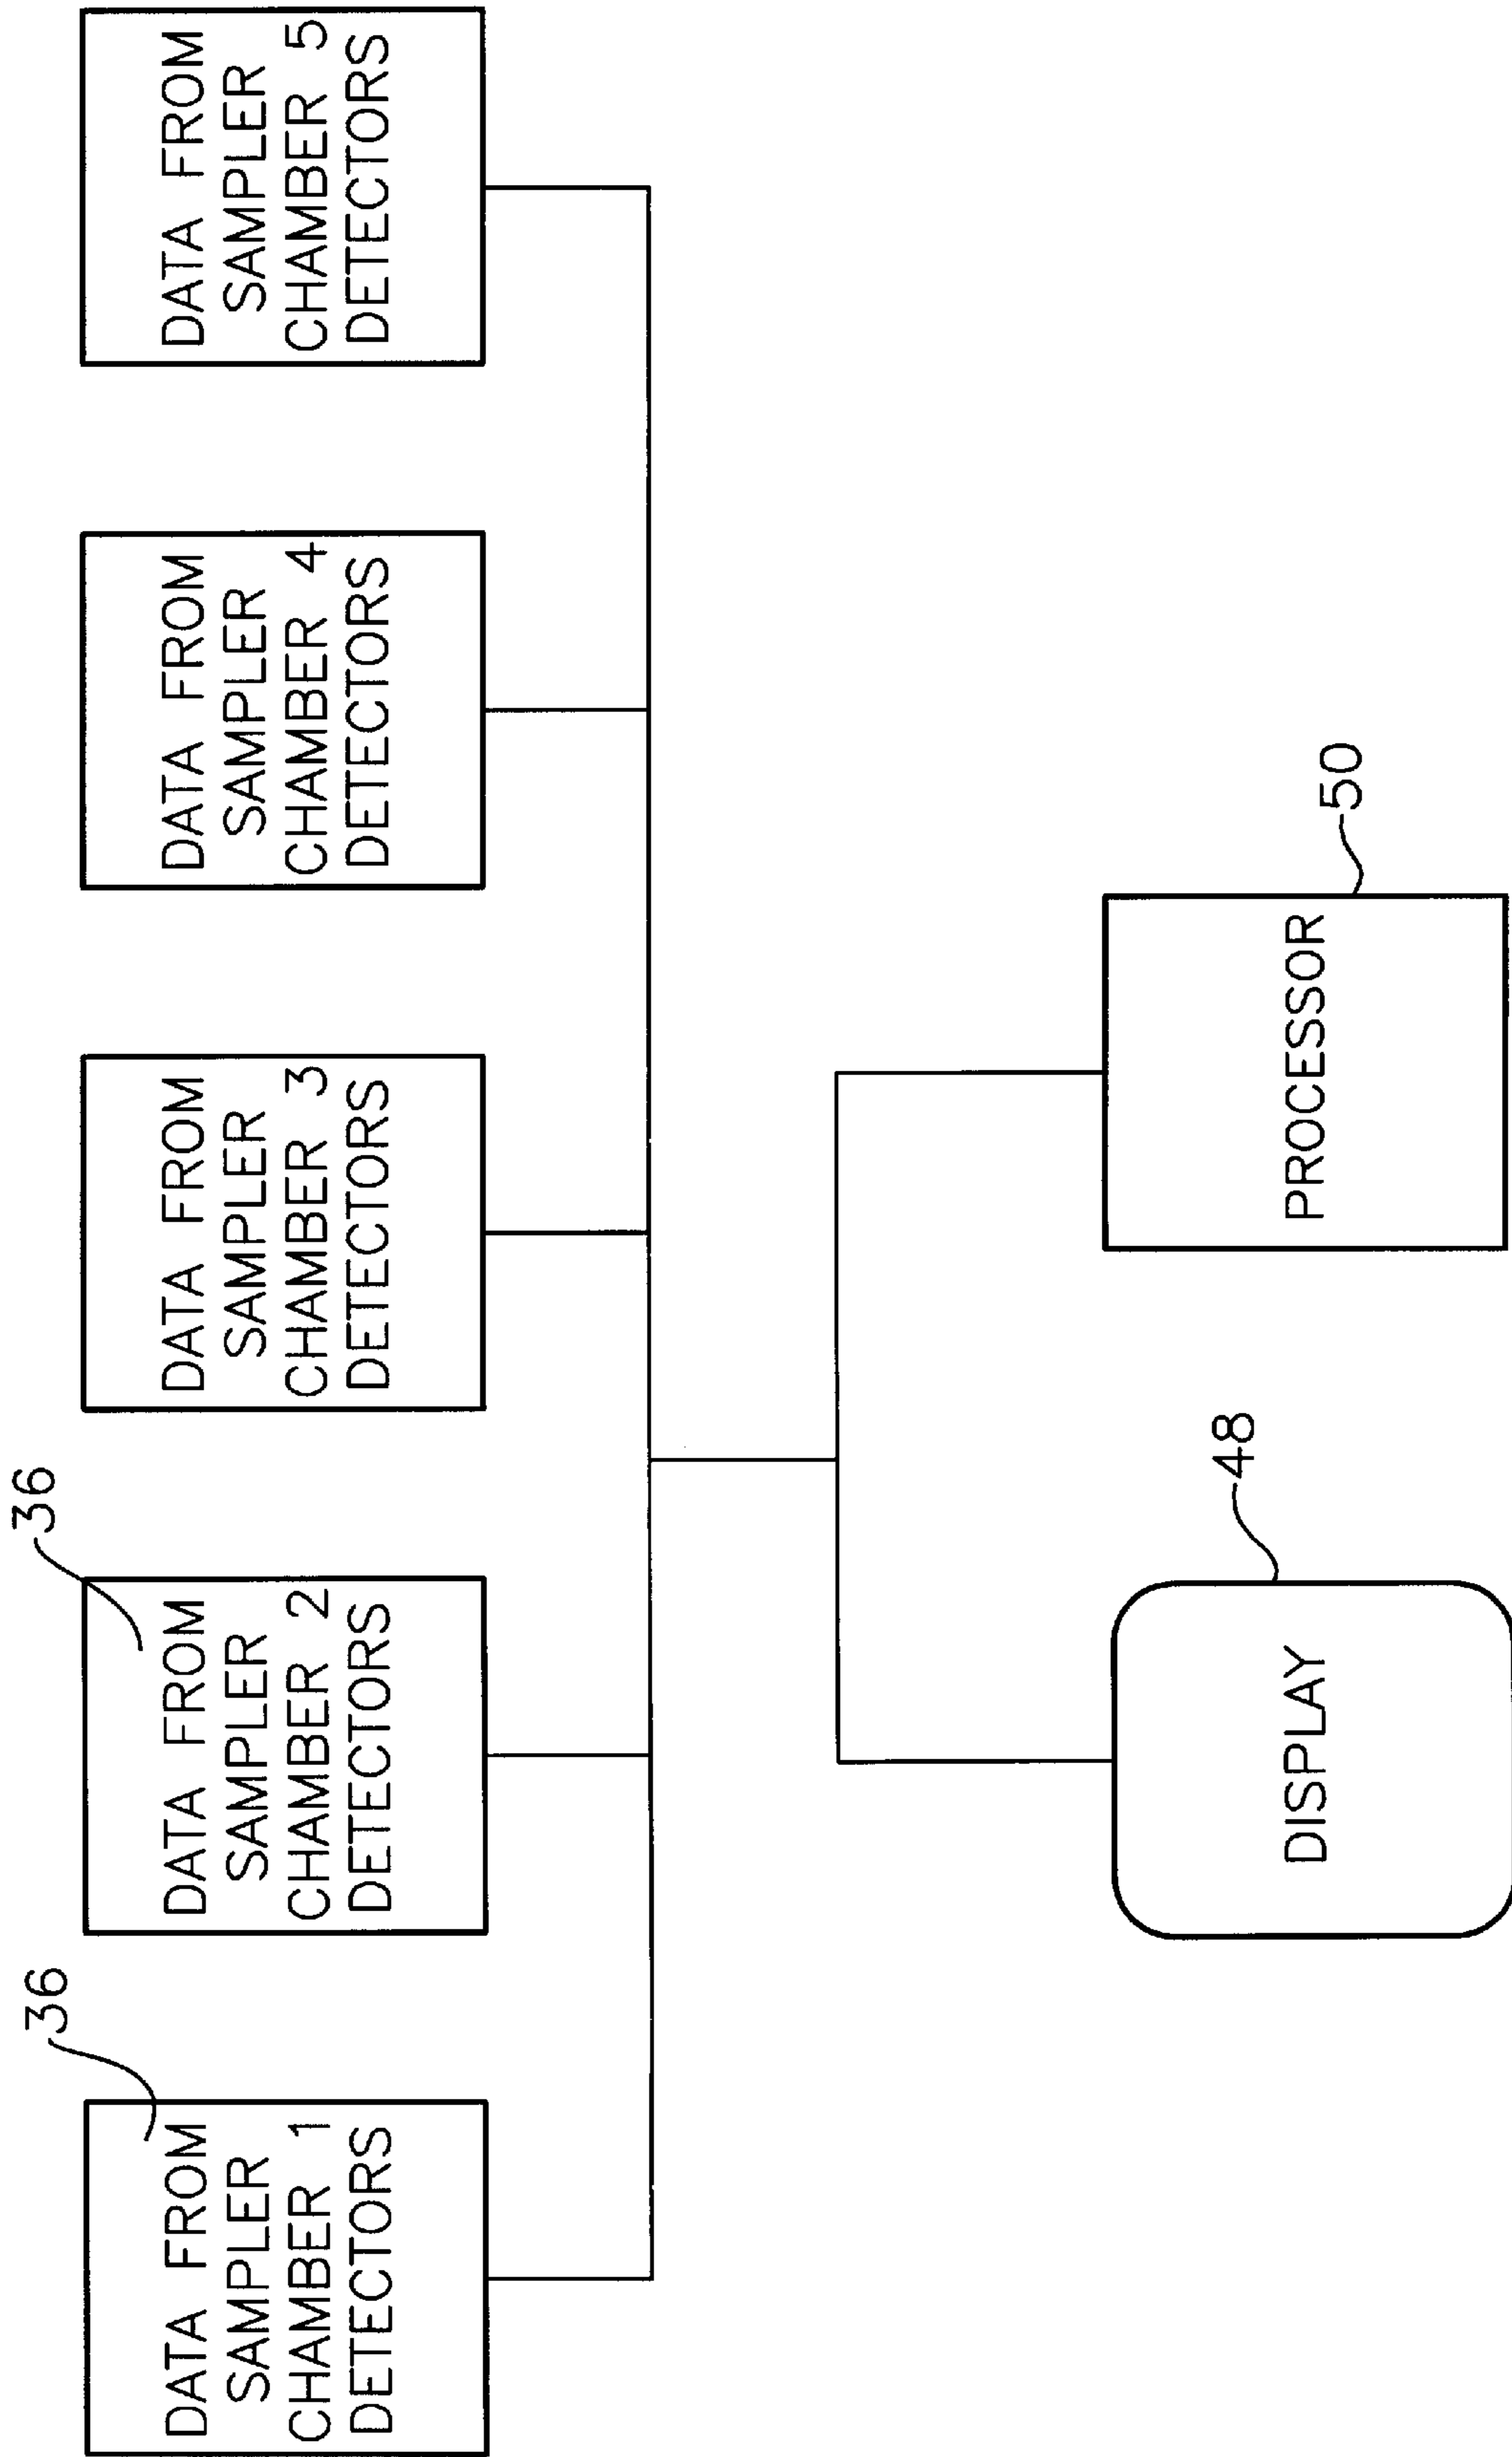 36
36
DATA FROM
SAMPLER
CHAMBER 1
DETECTORS
DATA FROM
SAMPLER
CHAMBER 2
DETECTORS
DATA FROM
SAMPLER
CHAMBER 3
DETECTORS
DATA FROM
SAMPLER
CHAMBER 4
DETECTORS
DATA FROM
SAMPLER
CHAMBER 5
DETECTORS
48
50
DISPLAY
PROCESSOR